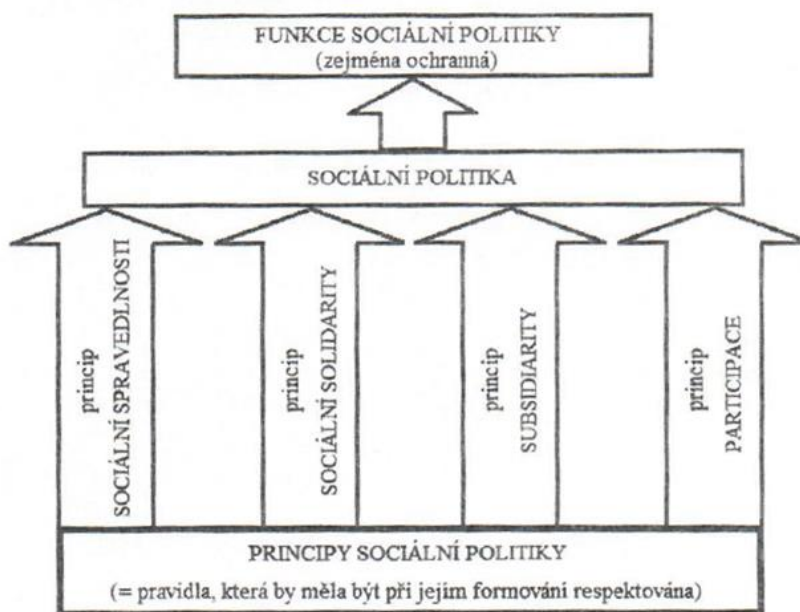 FUNKCE SOCIÁLNÍ POLITIKY
(zejména ochranná)
SOCIÁLNÍ POLITIKA
princip
SOCIÁLNÍ SPRAVEDLNOSTI
princip
SOCIÁLNÍ SOLIDARITY
princip
SUBSIDIARITY
princip
PARTICIPACE
PRINCIPY SOCIÁLNÍ POLITIKY
(= pravidla, která by měla být při jejím formování respektována)